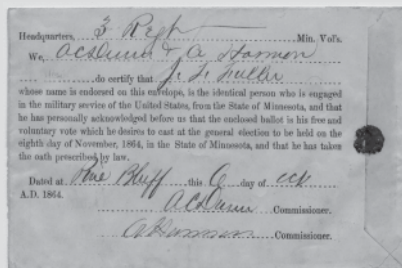 Headquarters, 3 Regt Min. Vol's.
We, A C Dunn & A Harmon
do certify that J. F. Fuller
whose name is endorsed on this envelope, is the identical person who is engaged
in the military service of the United States, from the State of Minnesota, and that
he has personally acknowledged before us that the enclosed ballot is his free and
voluntary vote which he desires to cast at the general election to be held on the
eighth day of November, 1864, in the State of Minnesota, and that he has taken
the oath prescribed by law.
Dated at Pine Bluff this 6 day of Oct
A.D. 1864.
A C Dunn Commissioner.
A Harmon Commissioner.